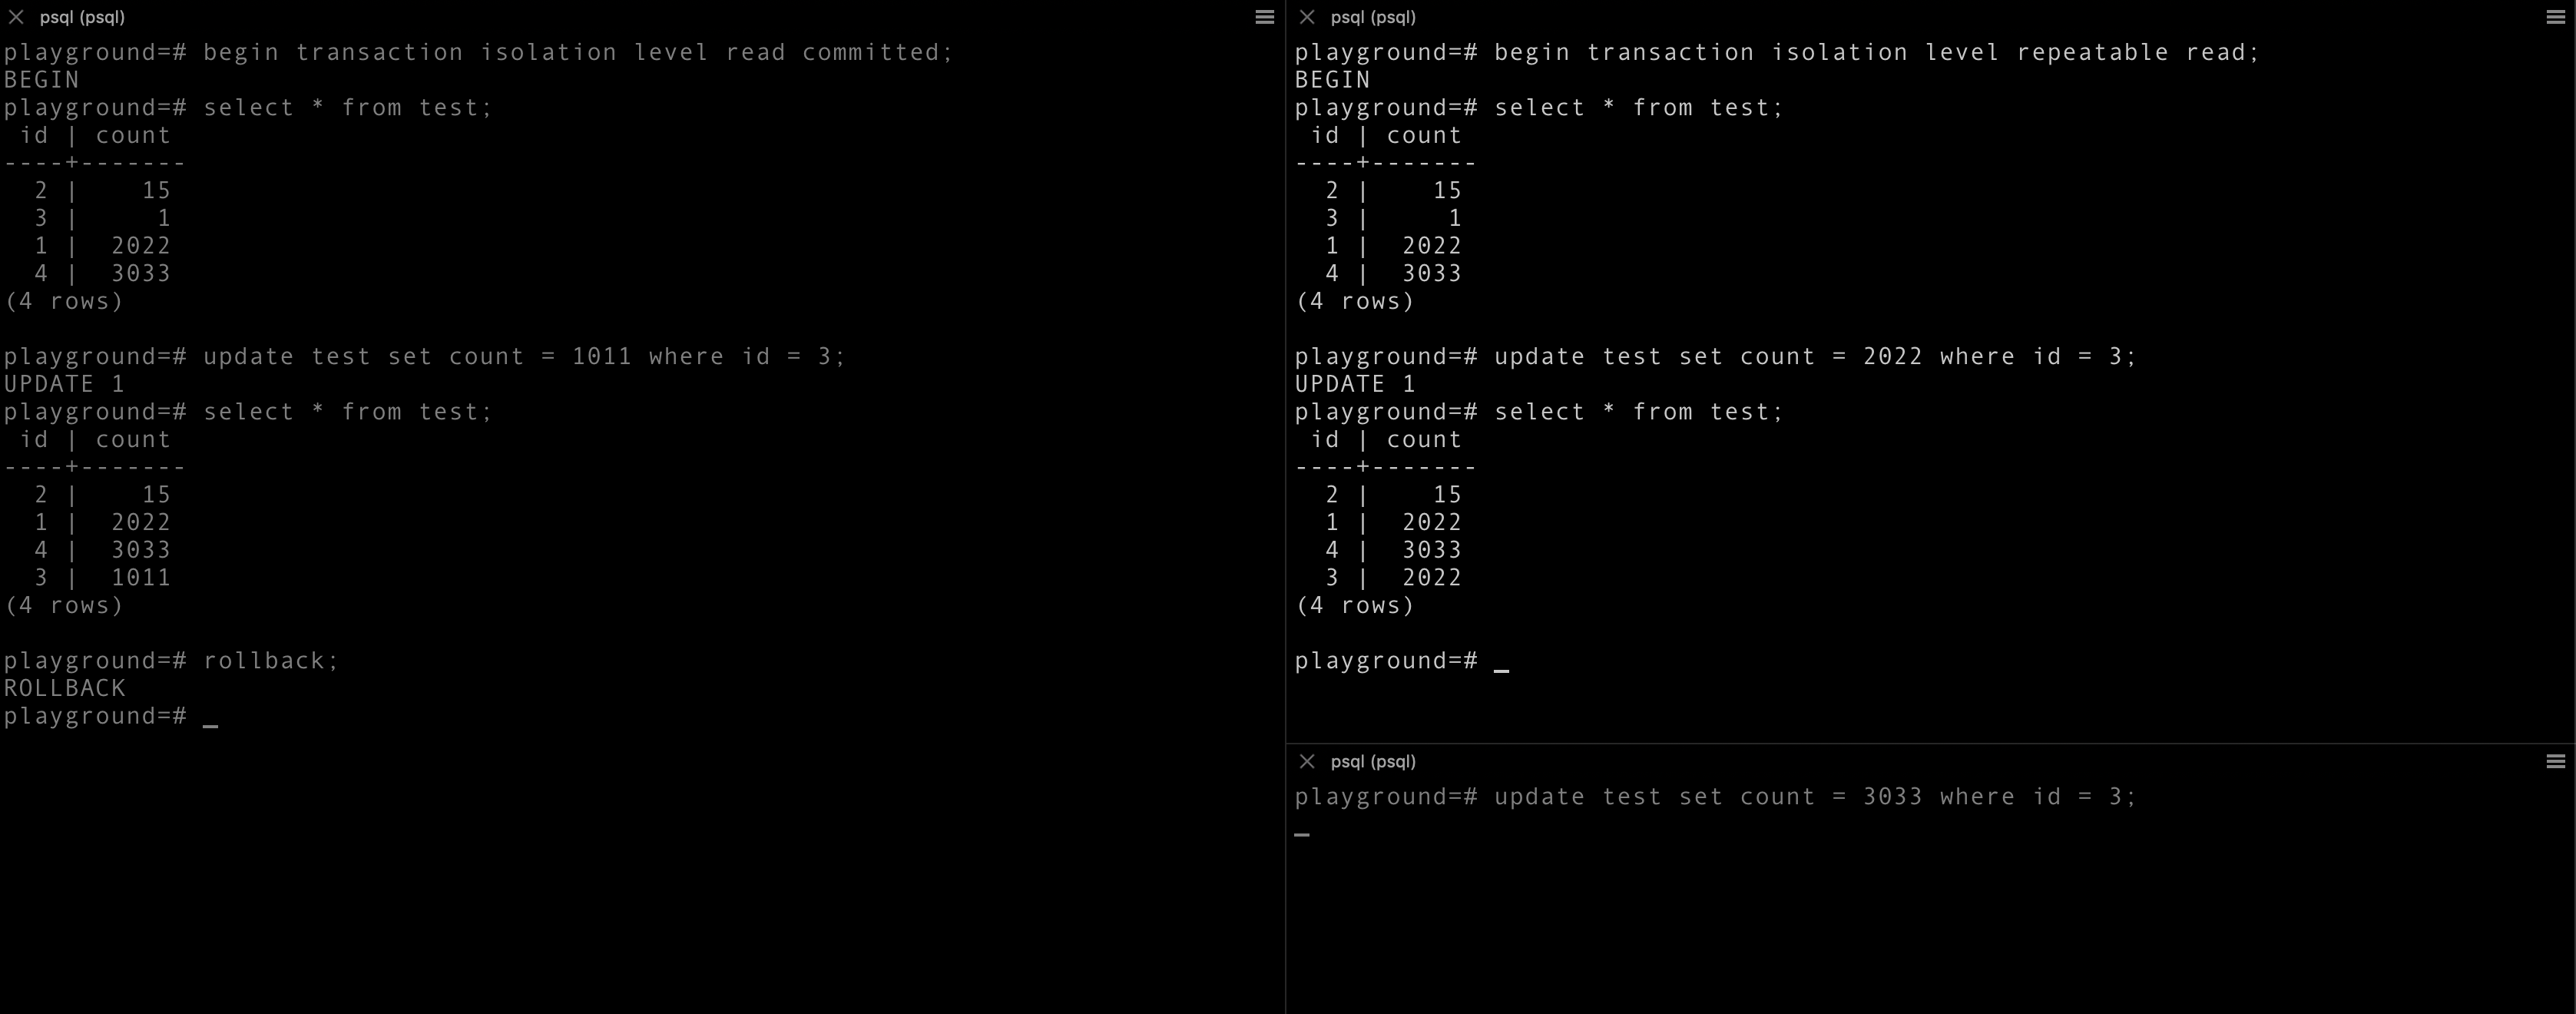 psql (psql)
playground=# begin transaction isolation level read committed;
BEGIN
playground=# select * from test;
 id | count
----+-------
  2 |    15
  3 |     1
  1 |  2022
  4 |  3033
(4 rows)

playground=# update test set count = 1011 where id = 3;
UPDATE 1
playground=# select * from test;
 id | count
----+-------
  2 |    15
  1 |  2022
  4 |  3033
  3 |  1011
(4 rows)

playground=# rollback;
ROLLBACK
playground=# _
psql (psql)
playground=# begin transaction isolation level repeatable read;
BEGIN
playground=# select * from test;
 id | count
----+-------
  2 |    15
  3 |     1
  1 |  2022
  4 |  3033
(4 rows)

playground=# update test set count = 2022 where id = 3;
UPDATE 1
playground=# select * from test;
 id | count
----+-------
  2 |    15
  1 |  2022
  4 |  3033
  3 |  2022
(4 rows)

playground=# _
psql (psql)
playground=# update test set count = 3033 where id = 3;
_